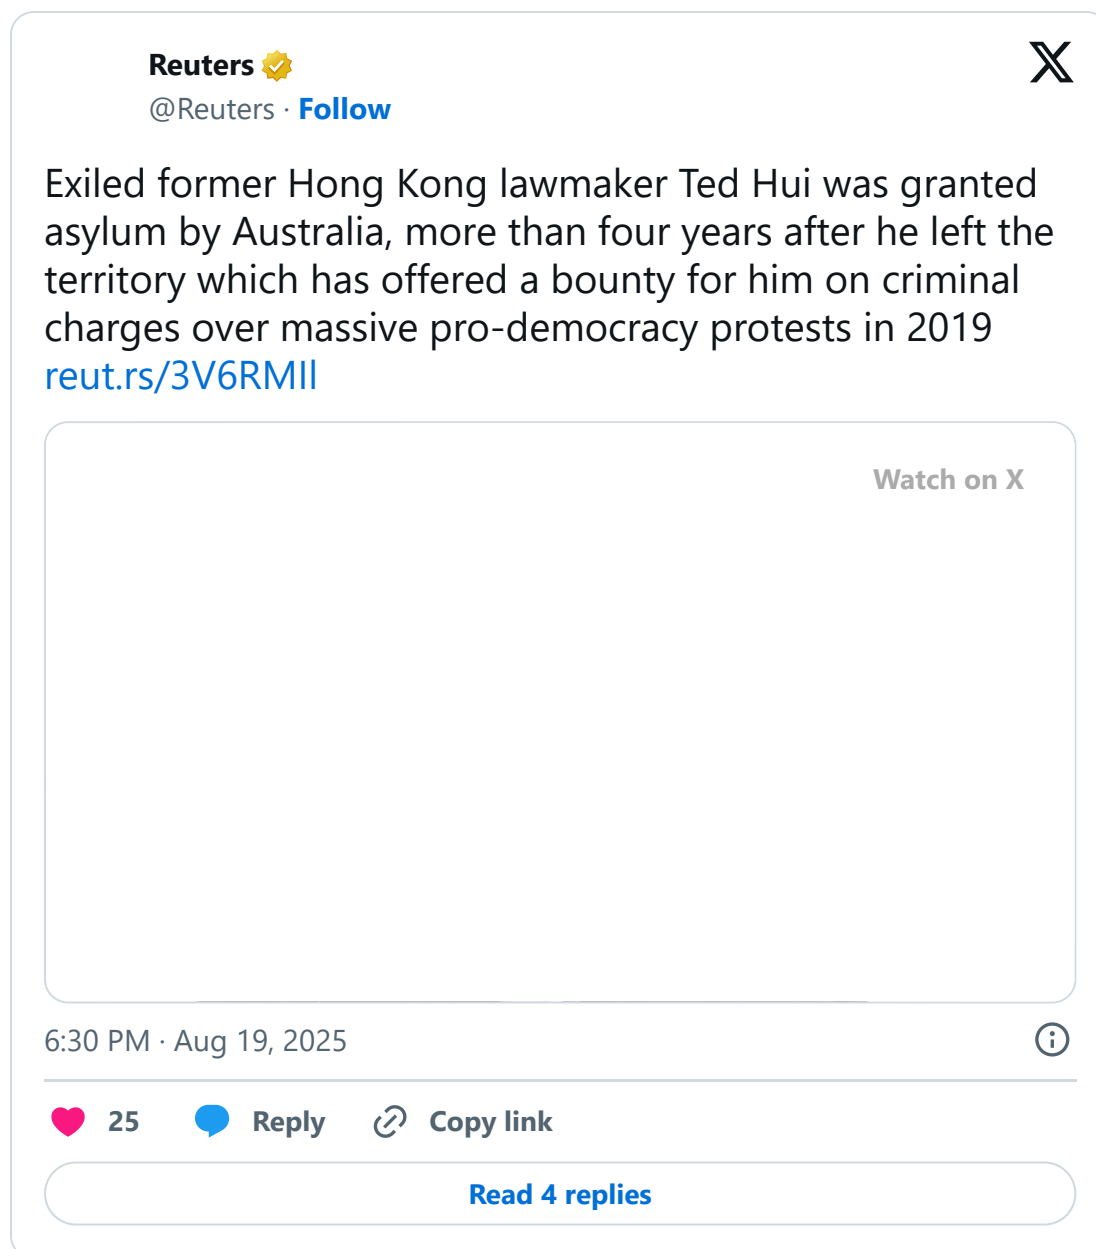 Reuters
@Reuters · Follow
Exiled former Hong Kong lawmaker Ted Hui was granted
asylum by Australia, more than four years after he left the
territory which has offered a bounty for him on criminal
charges over massive pro-democracy protests in 2019
reut.rs/3V6RMIl
Watch on X
6:30 PM · Aug 19, 2025
25 Reply Copy link
Read 4 replies